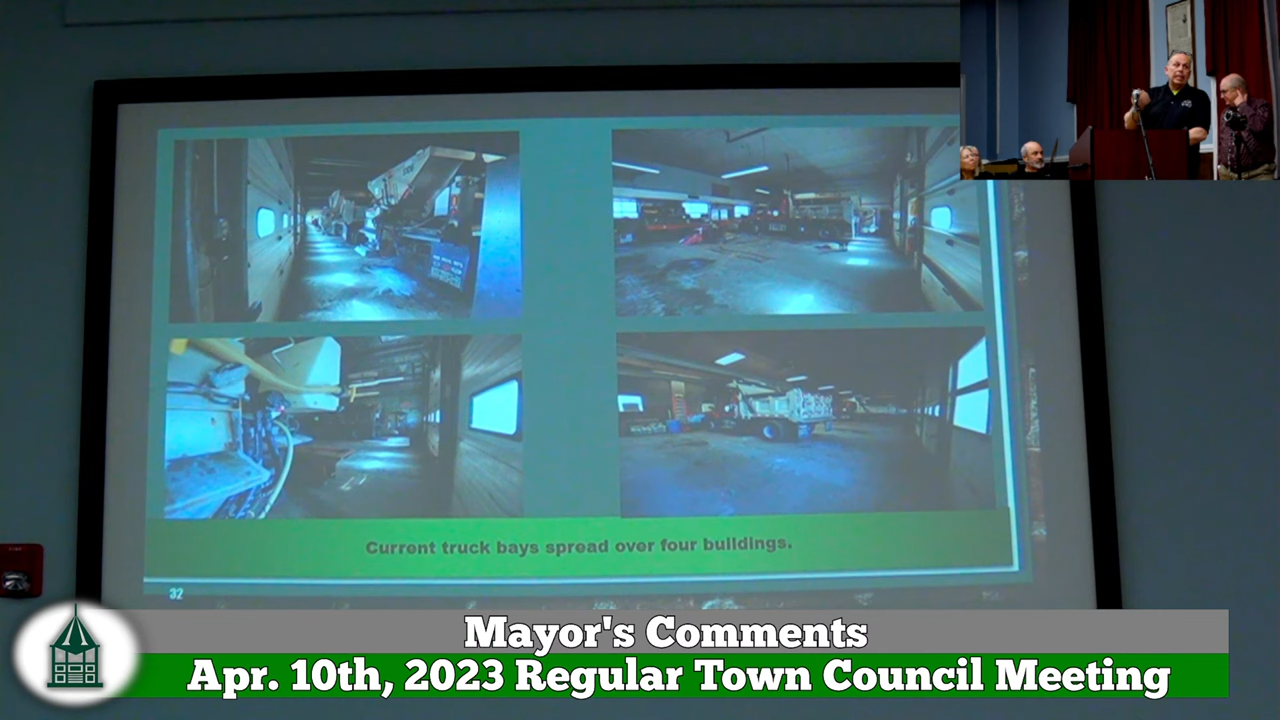 Current truck bays spread over four buildings.
32
Mayor's Comments
Apr. 10th, 2023 Regular Town Council Meeting